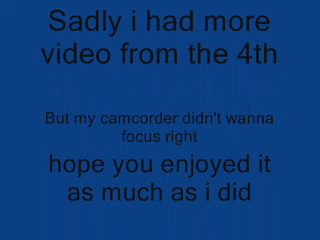 Sadly i had more
video from the 4th
But my camcorder didn't wanna
focus right
hope you enjoyed it
as much as i did